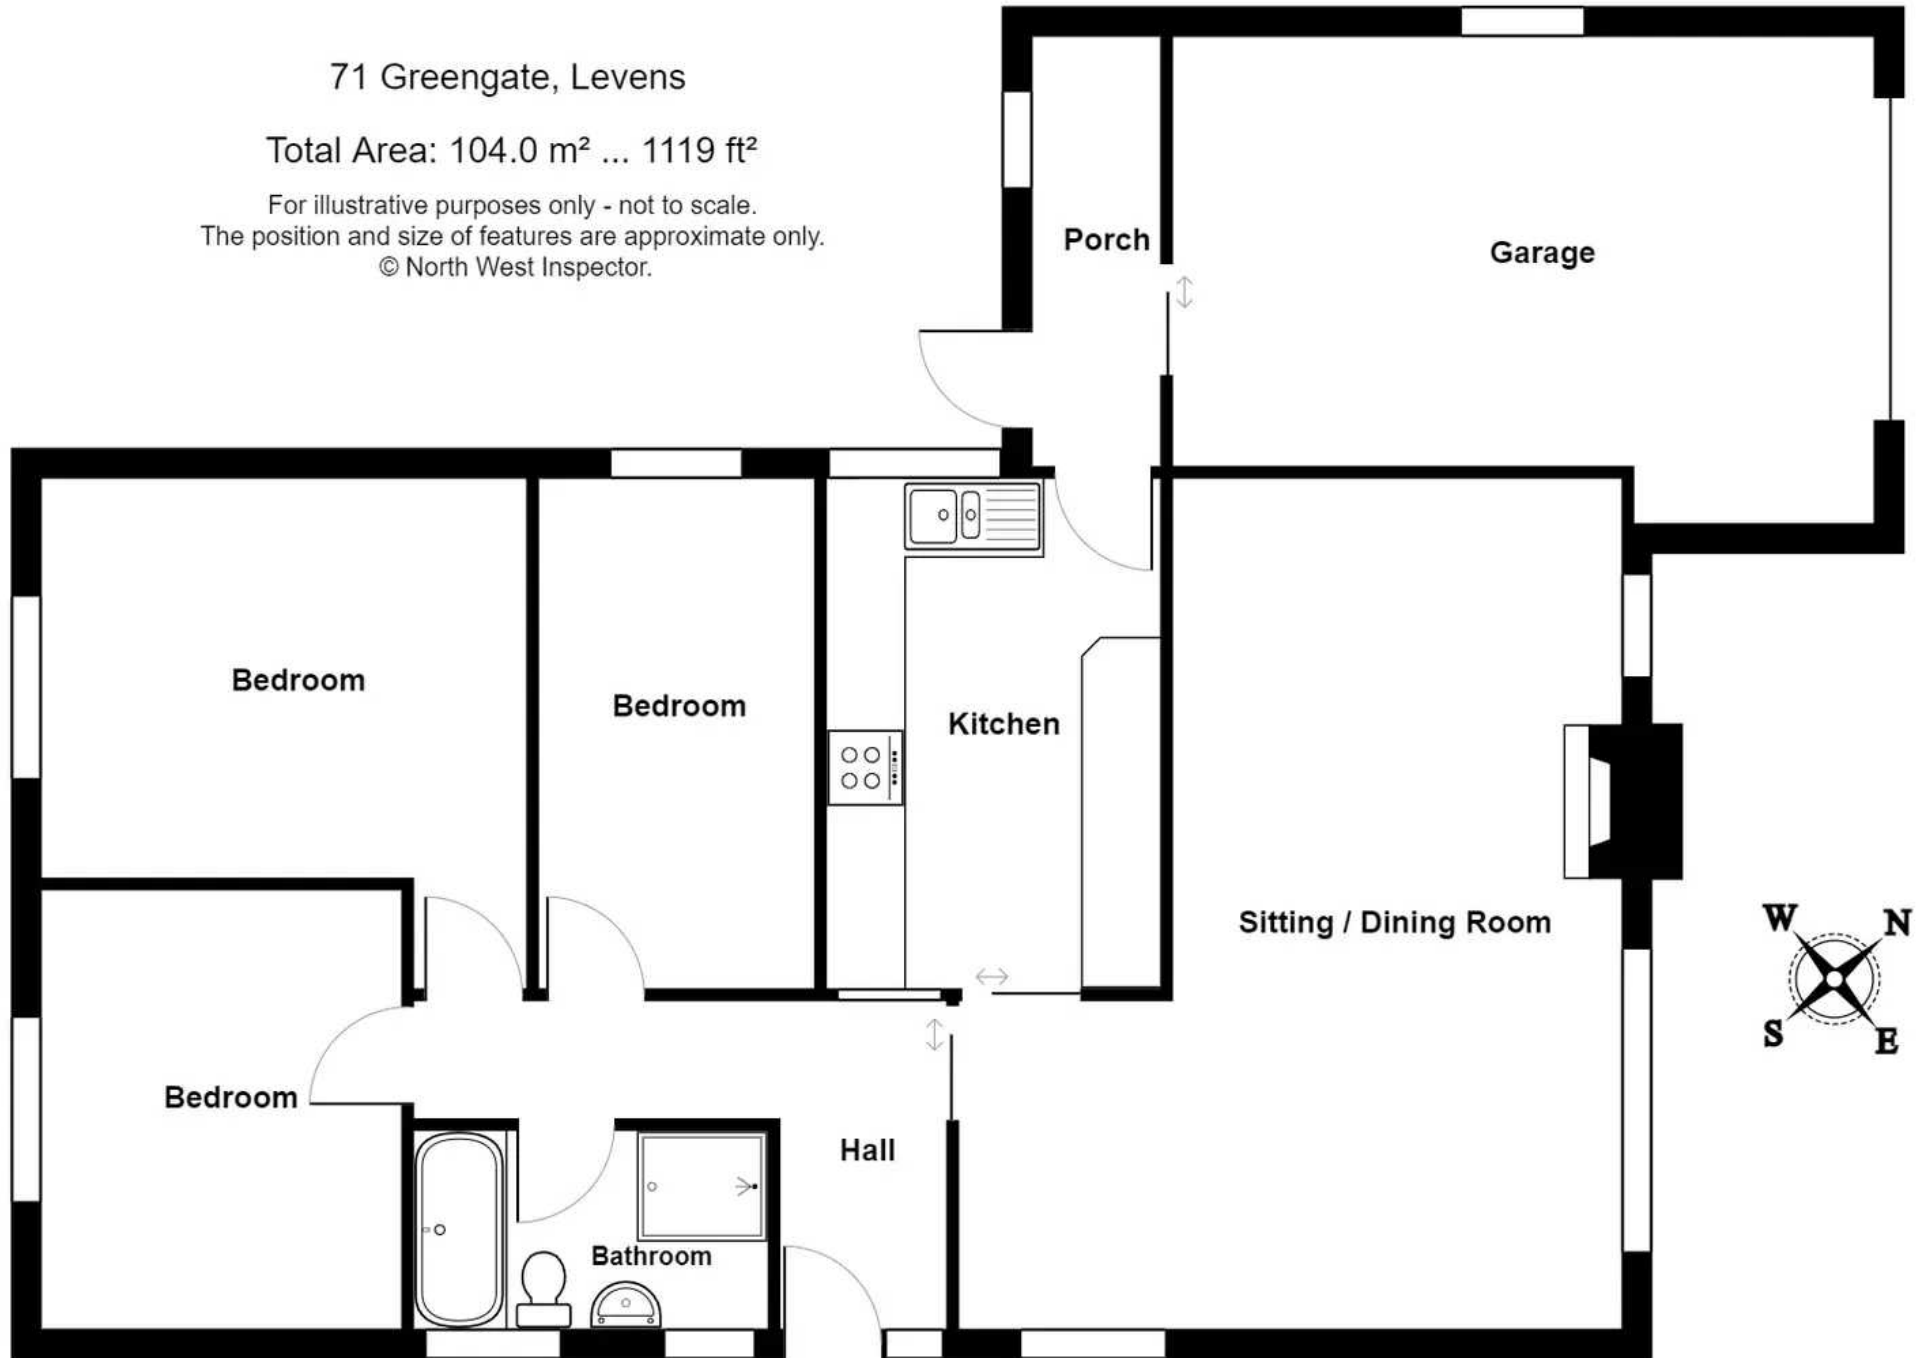 71 Greengate, Levens
Total Area: 104.0 m² ... 1119 ft²
For illustrative purposes only - not to scale.
The position and size of features are approximate only.
© North West Inspector.
Porch
Garage
Bedroom
Bedroom
Kitchen
Sitting / Dining Room
W
N
S
E
Bedroom
Hall
Bathroom